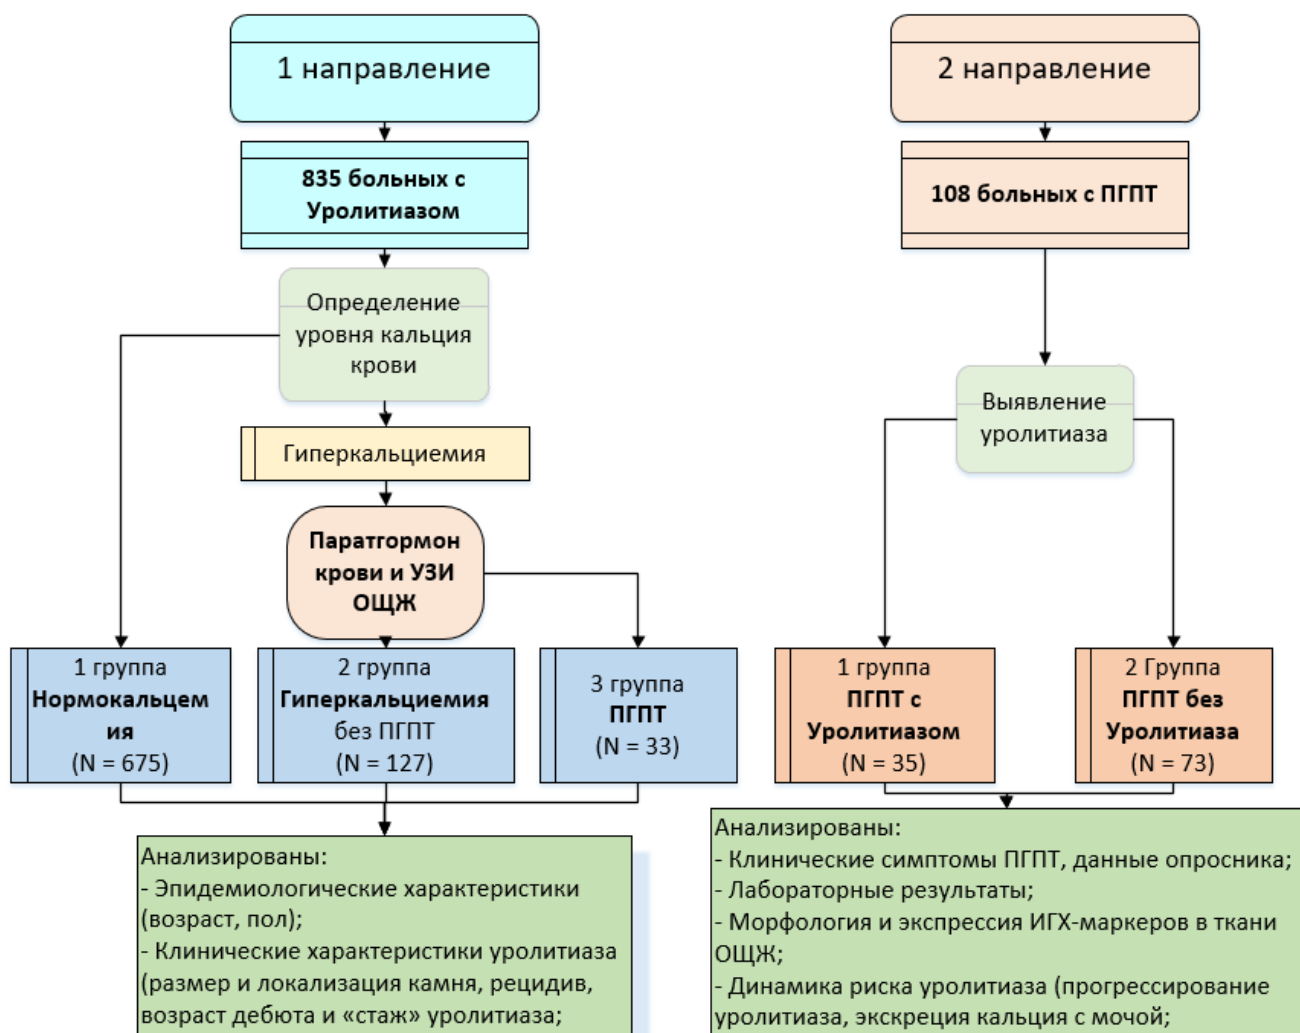 1 направление
835 больных с
Уролитиазом
Определение
уровня кальция
крови
Гиперкальциемия
Паратгормон
крови и УЗИ
ОЩЖ
1 группа
Нормокальцем
ия
(N = 675)
2 группа
Гиперкальциемия
без ПГПТ
(N = 127)
3 группа
ПГПТ
(N = 33)
Анализированы:
- Эпидемиологические характеристики
(возраст, пол);
- Клинические характеристики уролитиаза
(размер и локализация камня, рецидив,
возраст дебюта и «стаж» уролитиаза;
2 направление
108 больных с ПГПТ
Выявление
уролитиаза
1 группа
ПГПТ с
Уролитиазом
(N = 35)
2 Группа
ПГПТ без
Уролитиаза
(N = 73)
Анализированы:
- Клинические симптомы ПГПТ, данные опросника;
- Лабораторные результаты;
- Морфология и экспрессия ИГХ-маркеров в ткани
ОЩЖ;
- Динамика риска уролитиаза (прогрессирование
уролитиаза, экскреция кальция с мочой;